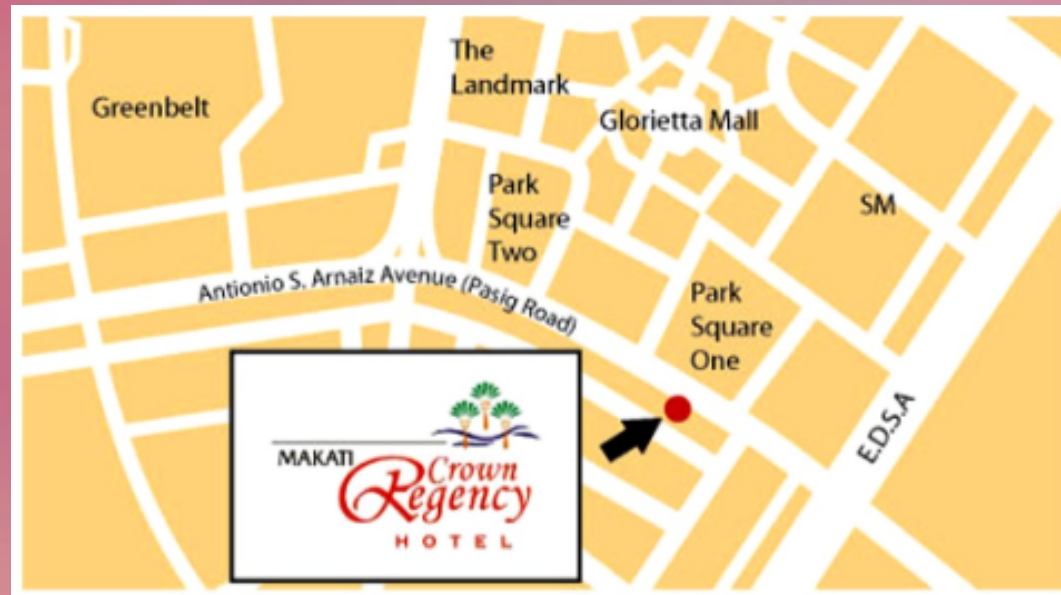 The
Landmark
Greenbelt
Glorietta Mall
Park
Square
Two
SM
Antionio S. Arnaiz Avenue (Pasig Road)
Park
Square
One
E.D.S.A
MAKATI
Crown
Regency
HOTEL